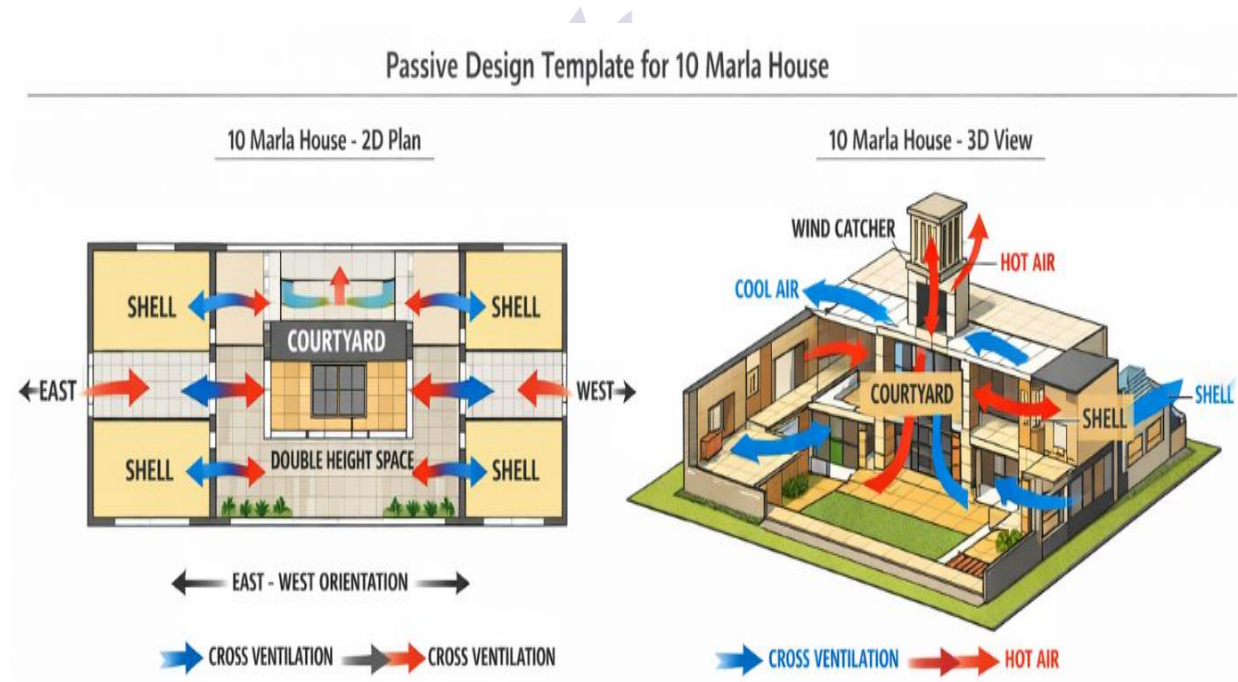 Passive Design Template for 10 Marla House
10 Marla House - 2D Plan
SHELL
SHELL
COURTYARD
EAST
WEST
SHELL
DOUBLE HEIGHT SPACE
SHELL
EAST - WEST ORIENTATION
CROSS VENTILATION
CROSS VENTILATION
10 Marla House - 3D View
WIND CATCHER
HOT AIR
COOL AIR
COURTYARD
SHELL
SHELL
CROSS VENTILATION
HOT AIR